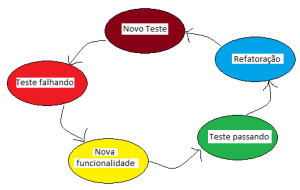 Novo Teste
Refatoração
Teste falhando
Teste passando
Nova
funcionalidade